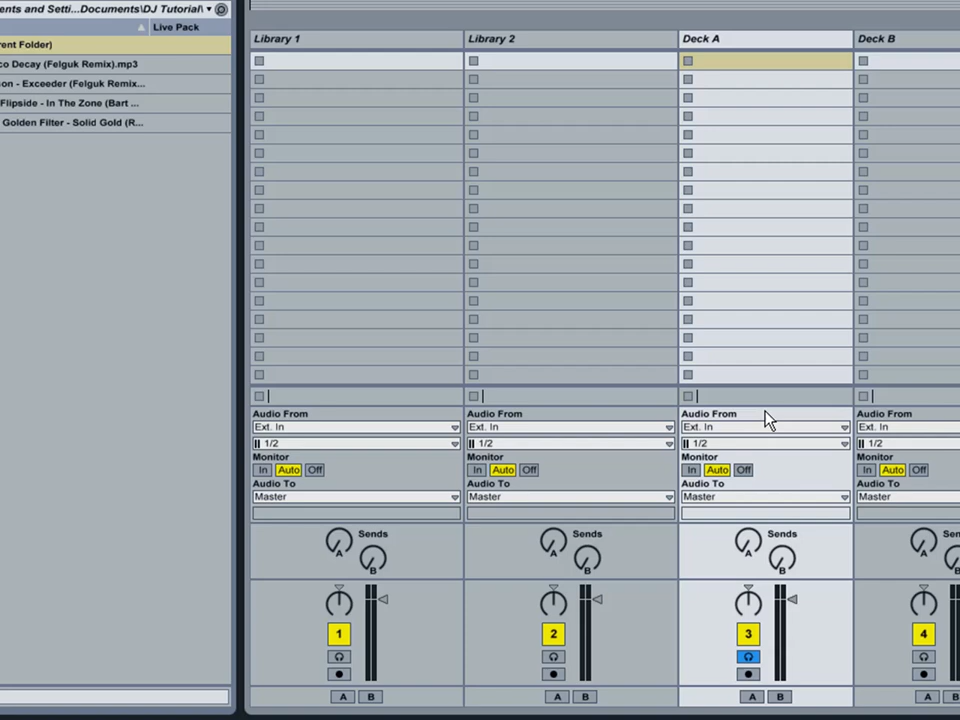 ents and Setti...Documents\DJ Tutorial\
Live Pack
rent Folder)
co Decay (Felguk Remix).mp3
on - Exceeder (Felguk Remix...
Flipside - In The Zone (Bart ...
Golden Filter - Solid Gold (R...
Library 1 Library 2 Deck A Deck B
Audio From Audio From Audio From Audio From
Ext. In Ext. In Ext. In Ext. In
1/2 1/2 1/2 1/2
Monitor Monitor Monitor Monitor
In Auto Off In Auto Off In Auto Off In Auto
Audio To Audio To Audio To Audio To
Master Master Master Master
Sends Sends Sends Sen
A A A A
B B B B
1 2 3 4
A B A B A B A B